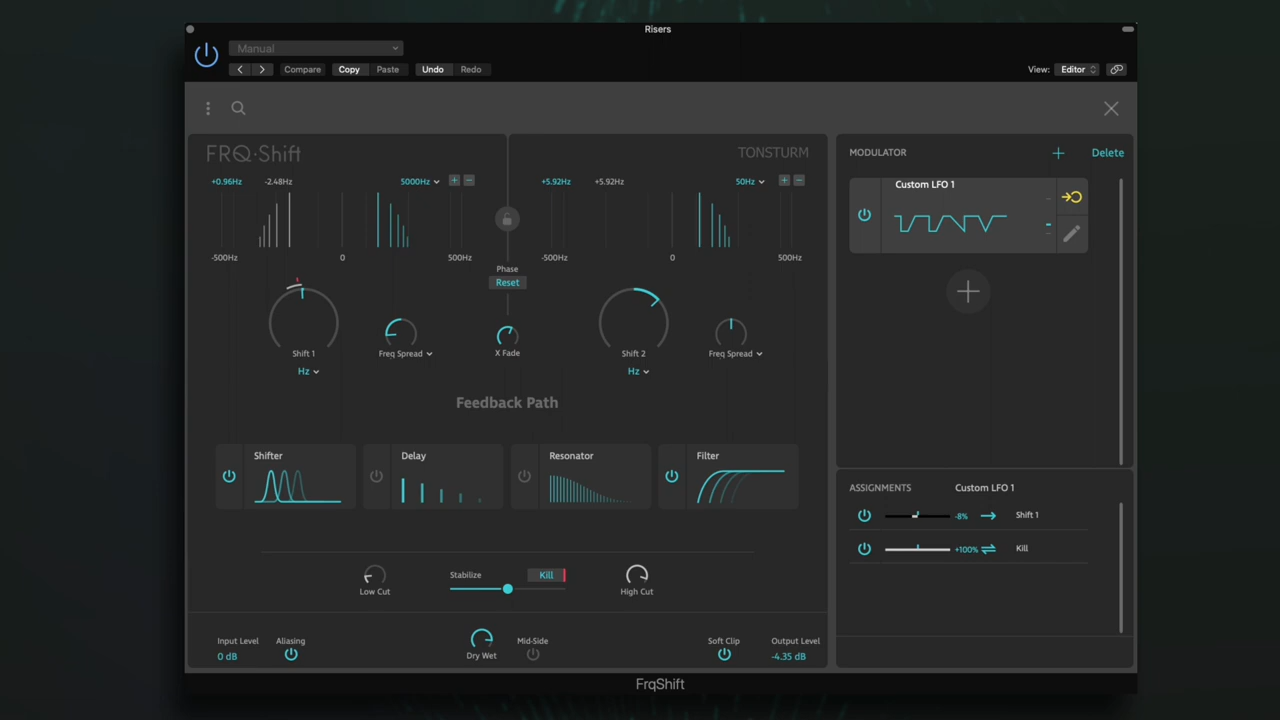 Risers
Manual
Compare Copy Paste Undo Redo
View: Editor
FRQ·Shift
TONSTURM
+0.96Hz -2.48Hz 5000Hz + −
+5.92Hz +5.92Hz 50Hz + −
-500Hz 0 500Hz
-500Hz 0 500Hz
Phase
Reset
Shift 1
Hz
Freq Spread
X Fade
Shift 2
Hz
Freq Spread
Feedback Path
Shifter
Delay
Resonator
Filter
Low Cut
Stabilize Kill
High Cut
Input Level
0 dB
Aliasing
Dry Wet
Mid-Side
Soft Clip
Output Level
-4.35 dB
MODULATOR + Delete
Custom LFO 1
ASSIGNMENTS Custom LFO 1
-8% Shift 1
+100% Kill
FrqShift